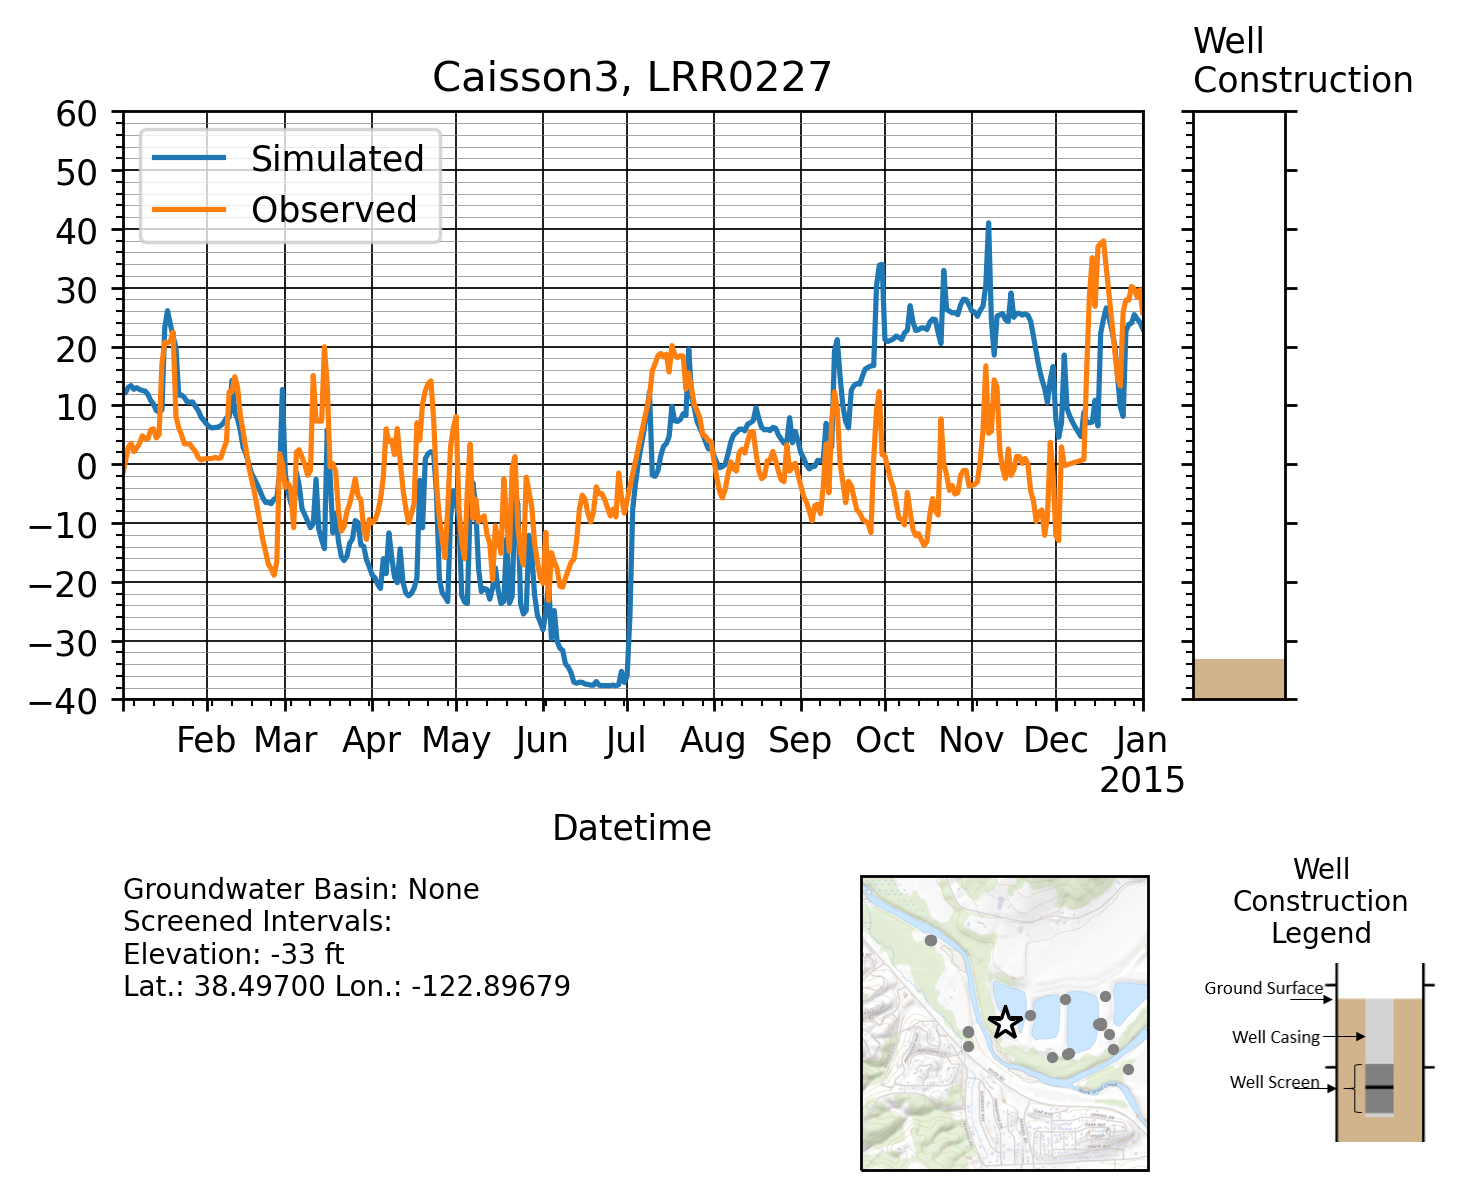 Well
Construction
Caisson3, LRR0227
60
50
40
30
20
10
0
−10
−20
−30
−40
Simulated
Observed
Feb Mar Apr May Jun Jul Aug Sep Oct Nov Dec Jan
2015
Datetime
Groundwater Basin: None
Screened Intervals:
Elevation: -33 ft
Lat.: 38.49700 Lon.: -122.89679
Well
Construction
Legend
Ground Surface
Well Casing
Well Screen